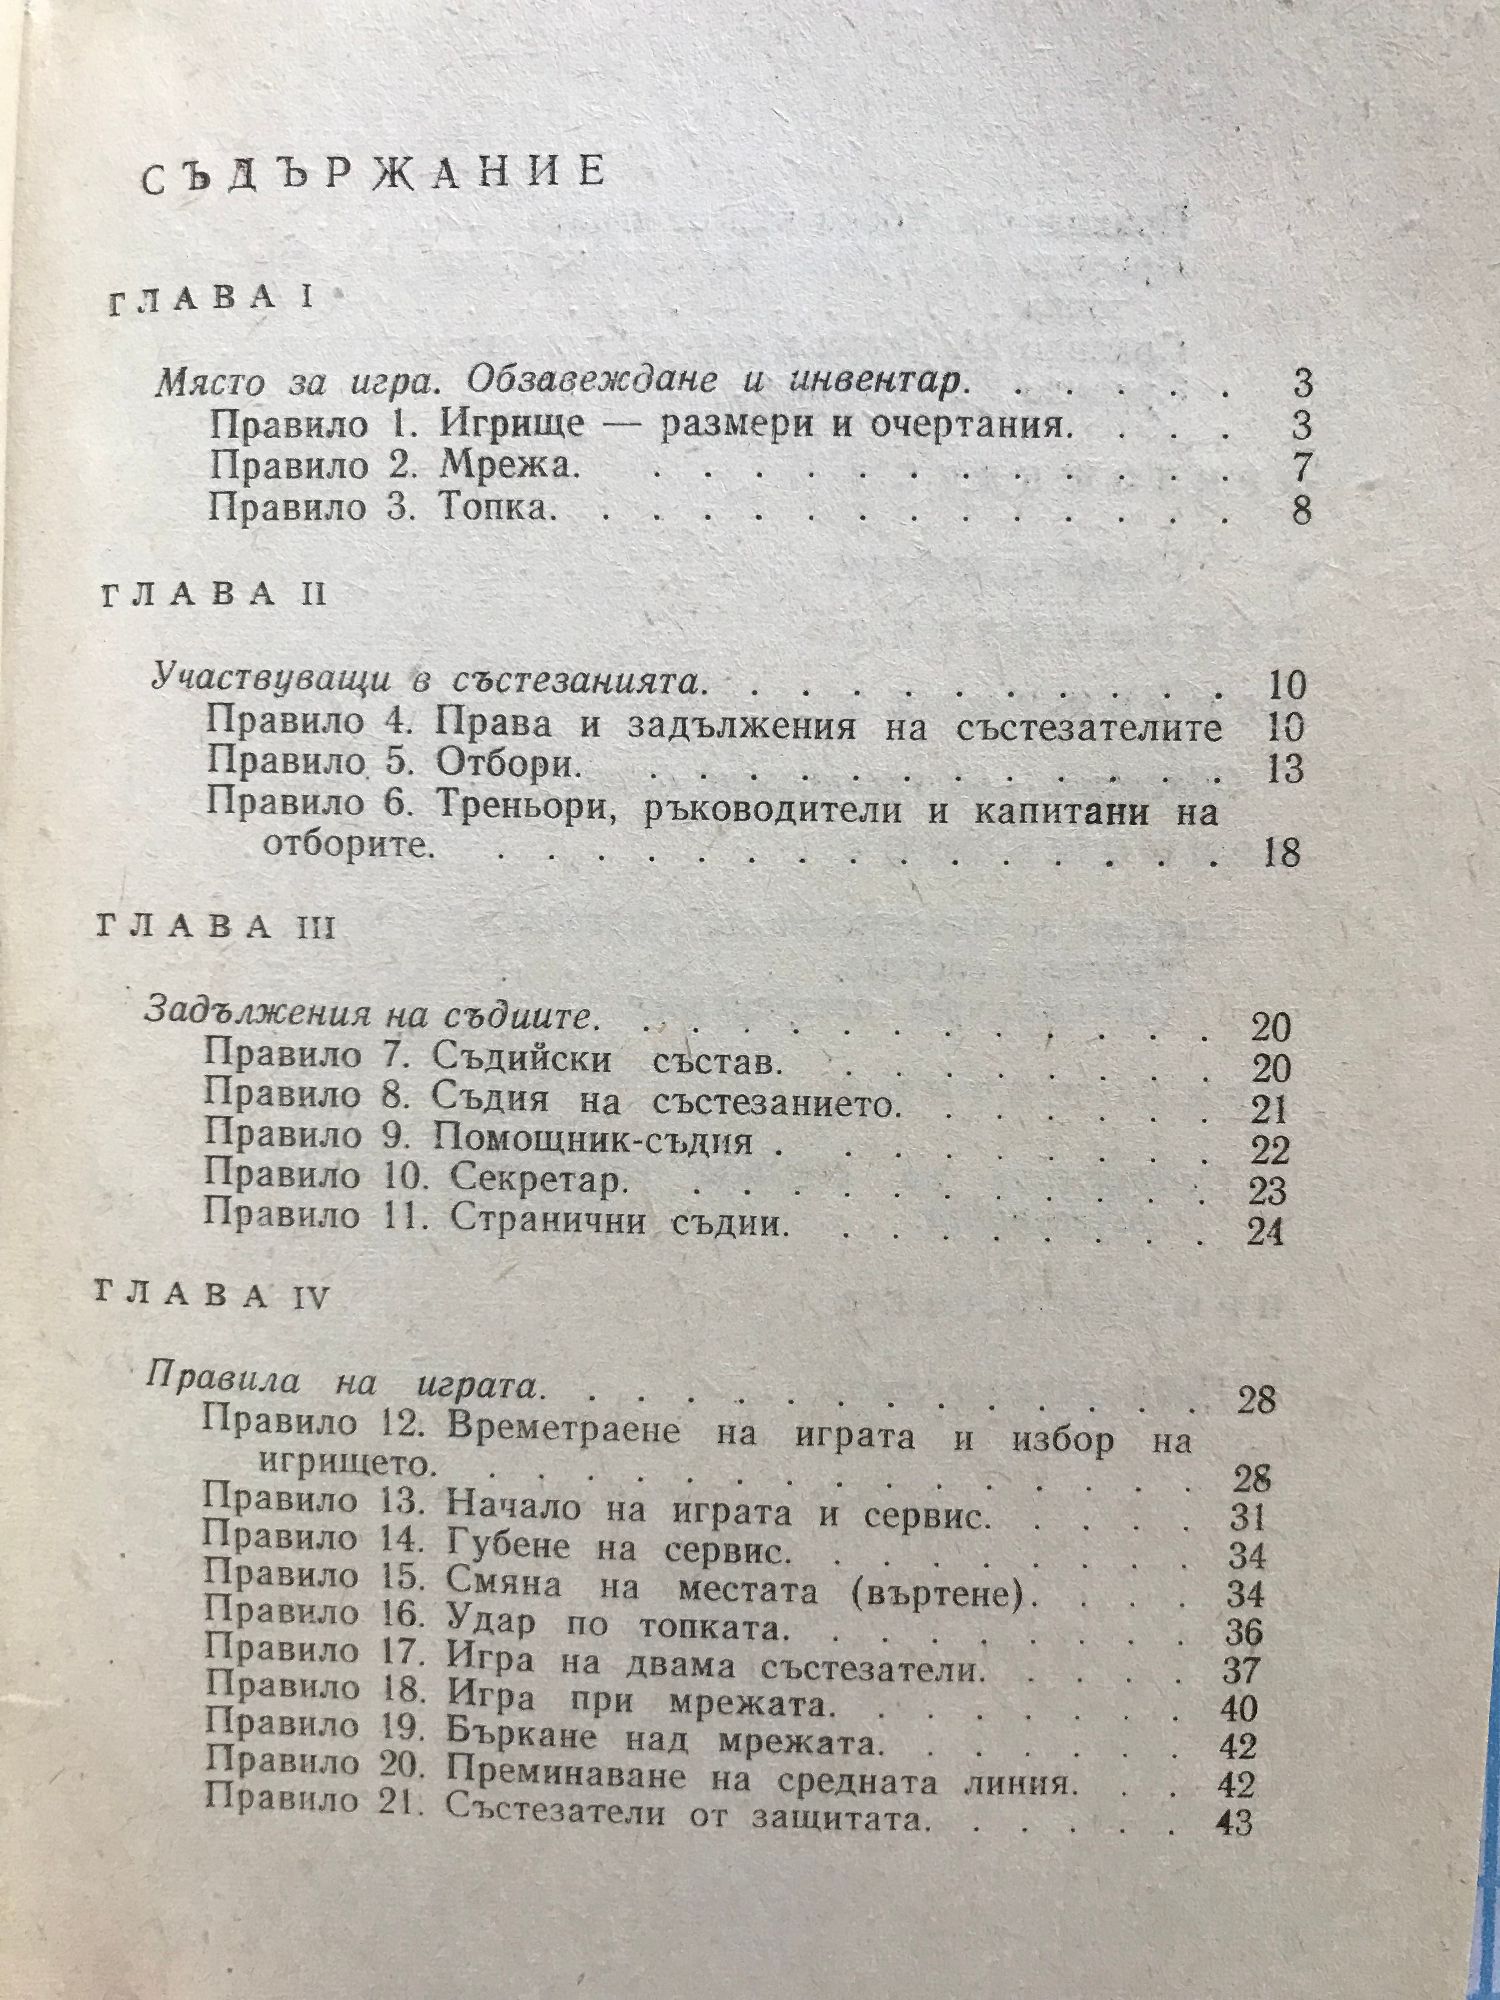 СЪДЪРЖАНИЕ
ГЛАВА I
Място за игра. Обзавеждане и инвентар. . . . . . 3
Правило 1. Игрище — размери и очертания. . . . 3
Правило 2. Мрежа. . . . . . . . . . . . . 7
Правило 3. Топка. . . . . . . . . . . . . . 8
ГЛАВА II
Участвуващи в състезанията. . . . . . . . . . . 10
Правило 4. Права и задължения на състезателите 10
Правило 5. Отбори. . . . . . . . . . . . . 13
Правило 6. Треньори, ръководители и капитани на
отборите. . . . . . . . . . . . . . . . 18
ГЛАВА III
Задължения на съдиите. . . . . . . . . . . . . 20
Правило 7. Съдийски състав. . . . . . . . . 20
Правило 8. Съдия на състезанието. . . . . . . 21
Правило 9. Помощник-съдия . . . . . . . . . 22
Правило 10. Секретар. . . . . . . . . . . . 23
Правило 11. Странични съдии. . . . . . . . . 24
ГЛАВА IV
Правила на играта. . . . . . . . . . . . . . 28
Правило 12. Времетраене на играта и избор на
игрището. . . . . . . . . . . . . . . . 28
Правило 13. Начало на играта и сервис. . . . . 31
Правило 14. Губене на сервис. . . . . . . . . 34
Правило 15. Смяна на местата (въртене). . . . 34
Правило 16. Удар по топката. . . . . . . . . 36
Правило 17. Игра на двама състезатели. . . . . 37
Правило 18. Игра при мрежата. . . . . . . . 40
Правило 19. Бъркане над мрежата. . . . . . . 42
Правило 20. Преминаване на средната линия. . . 42
Правило 21. Състезатели от защитата. . . . . . 43